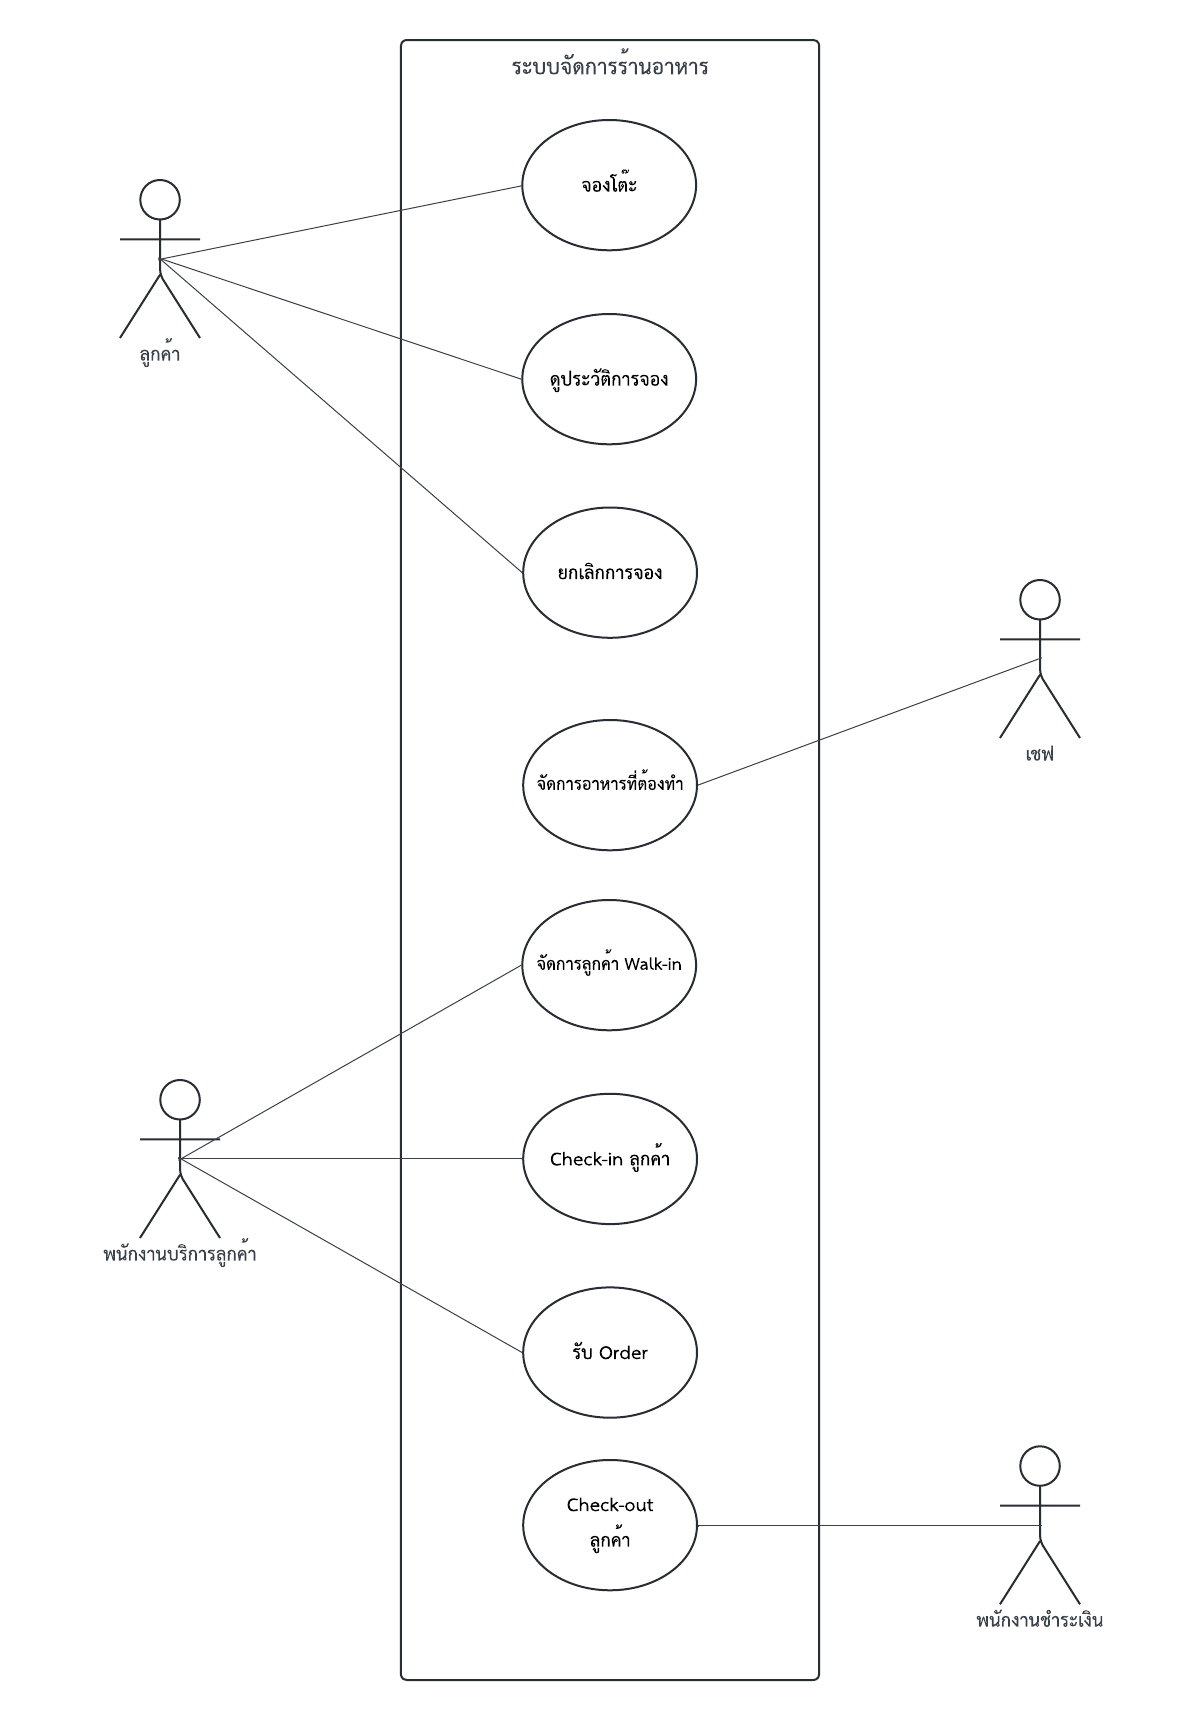 ระบบจัดการร้านอาหาร
จองโต๊ะ
ลูกค้า
ดูประวัติการจอง
ยกเลิกการจอง
เชฟ
จัดการอาหารที่ต้องทำ
จัดการลูกค้า Walk-in
Check-in ลูกค้า
พนักงานบริการลูกค้า
รับ Order
Check-out
ลูกค้า
พนักงานชำระเงิน